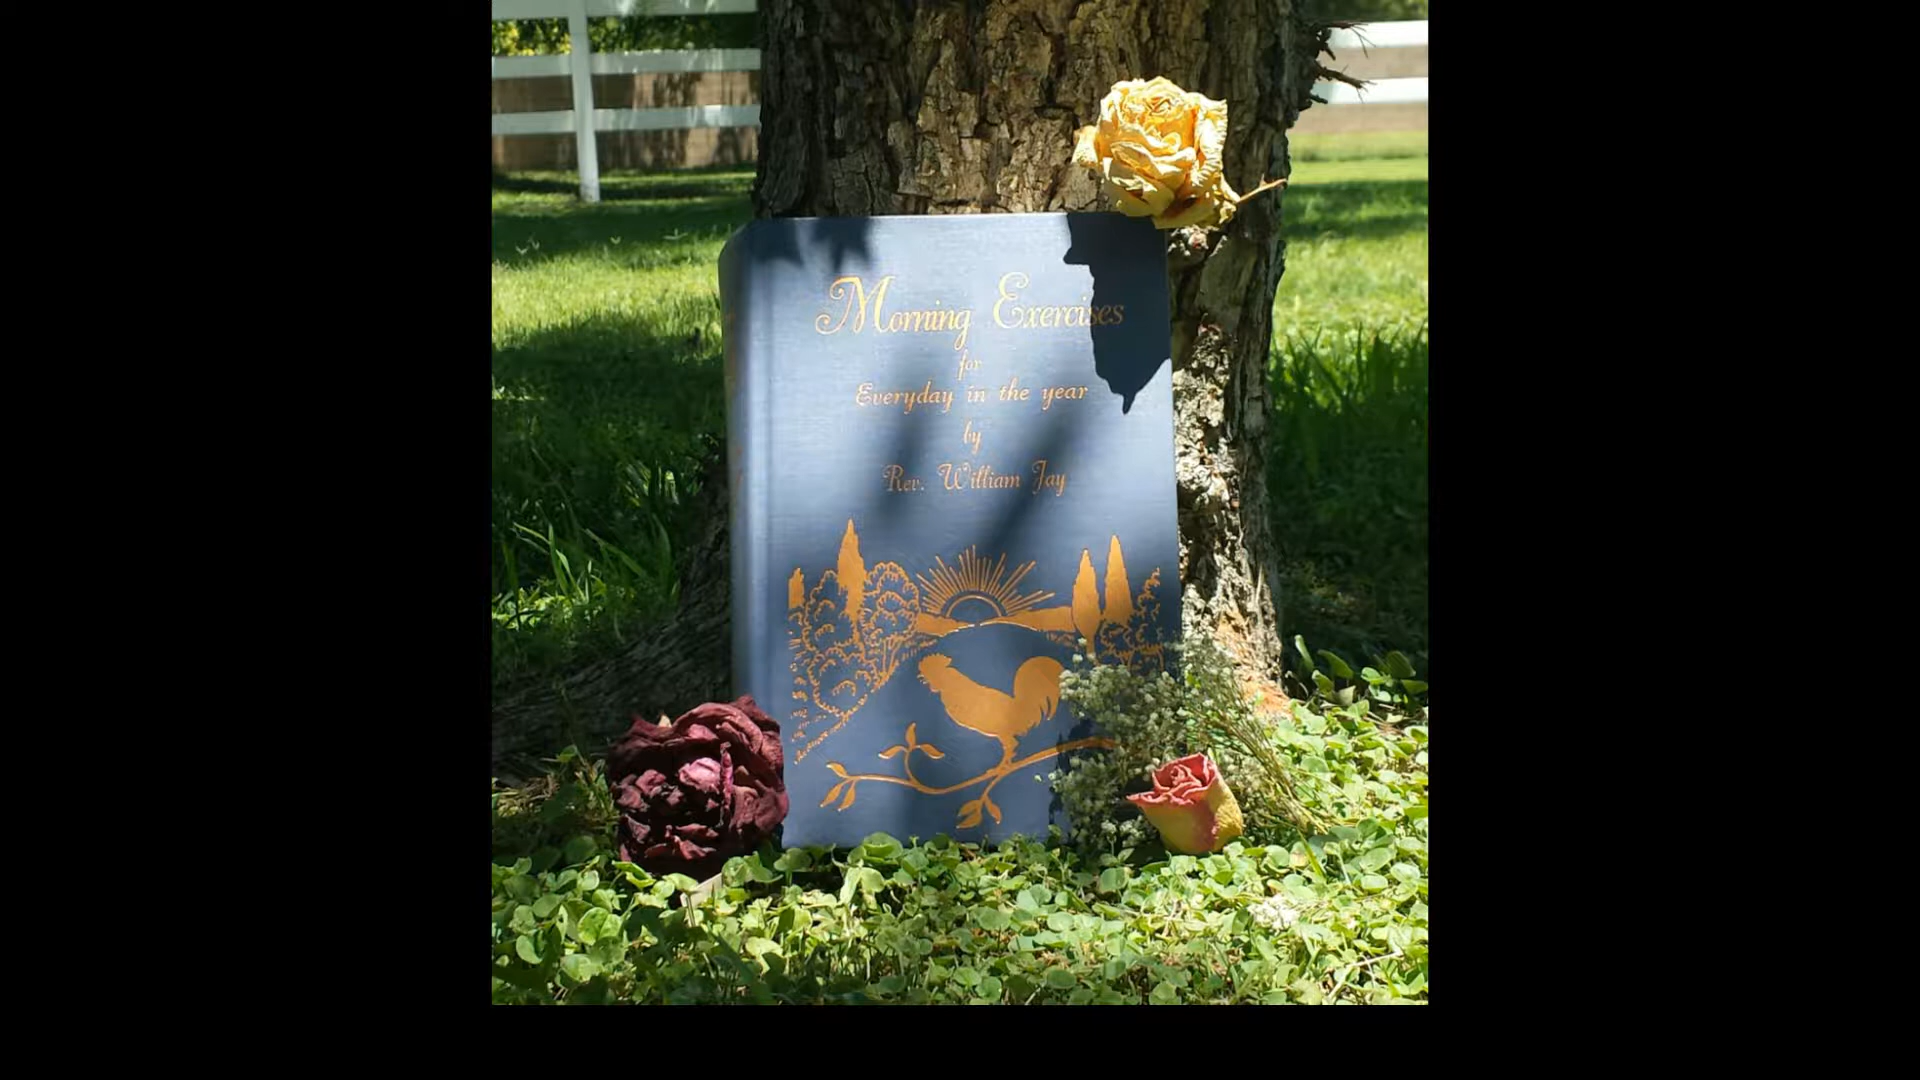 Morning Exercises
for
Everyday in the year
by
Rev. William Jay